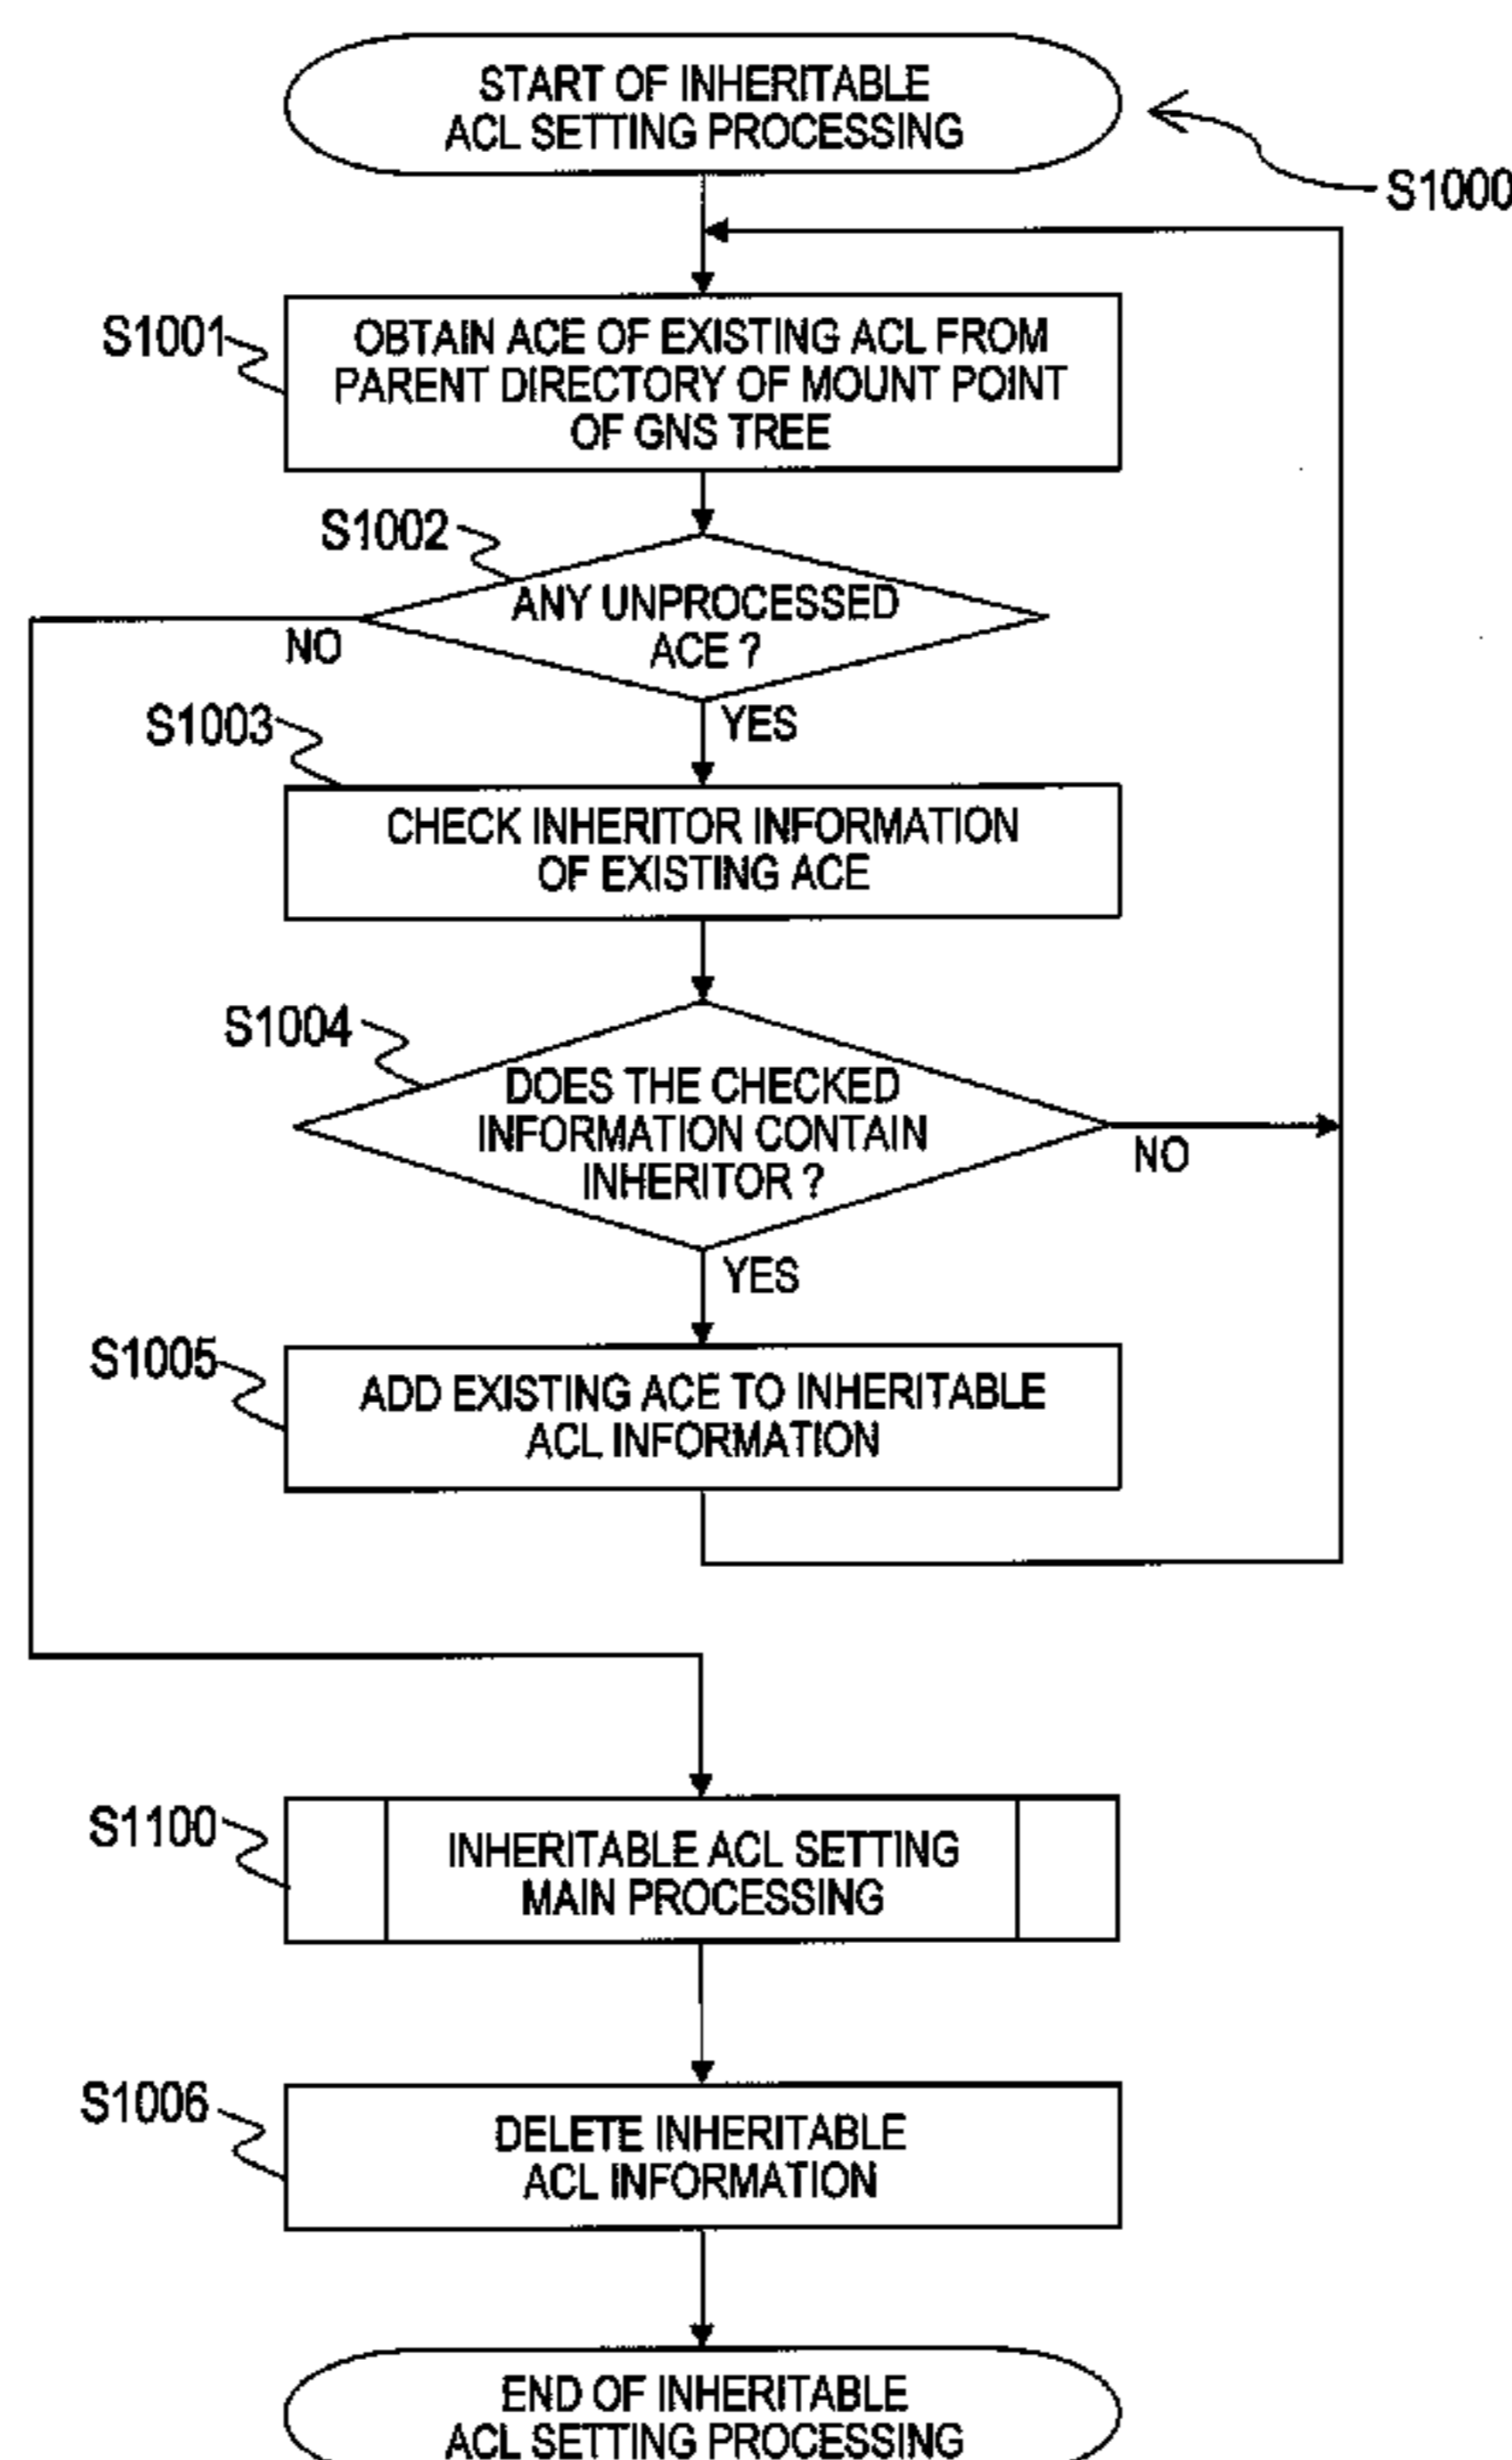 START OF INHERITABLE
ACL SETTING PROCESSING
S1000
S1001
OBTAIN ACE OF EXISTING ACL FROM
PARENT DIRECTORY OF MOUNT POINT
OF GNS TREE
S1002
ANY UNPROCESSED
ACE ?
NO
YES
S1003
CHECK INHERITOR INFORMATION
OF EXISTING ACE
S1004
DOES THE CHECKED
INFORMATION CONTAIN
INHERITOR ?
NO
YES
S1005
ADD EXISTING ACE TO INHERITABLE
ACL INFORMATION
S1100
INHERITABLE ACL SETTING
MAIN PROCESSING
S1006
DELETE INHERITABLE
ACL INFORMATION
END OF INHERITABLE
ACL SETTING PROCESSING